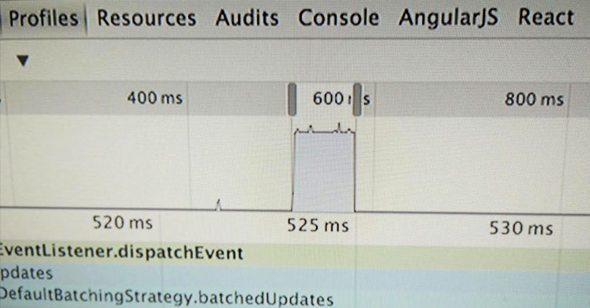 Profiles Resources Audits Console AngularJS React
400 ms 600 s 800 ms
520 ms 525 ms 530 ms
EventListener.dispatchEvent
pdates
DefaultBatchingStrategy.batchedUpdates